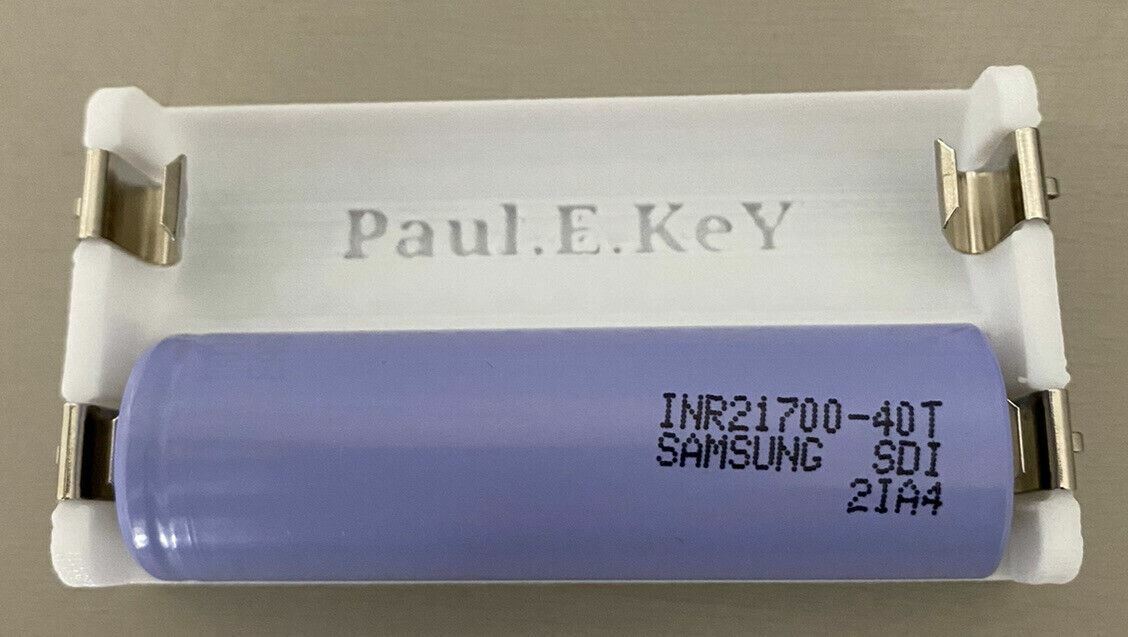 Paul.E.KeY
INR21700-40T
SAMSUNG SDI
2IA4